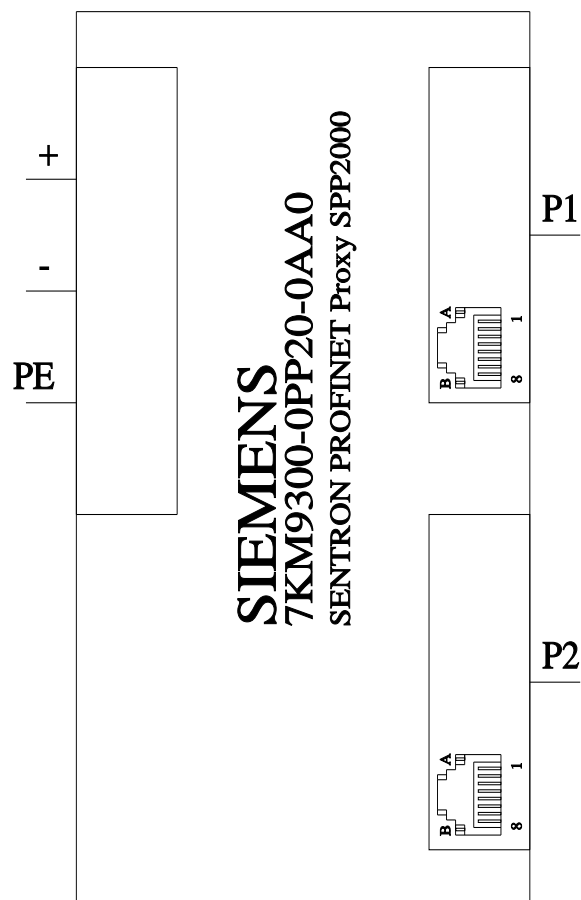 +
-
PE
SIEMENS
7KM9300-0PP20-0AA0
SENTRON PROFINET Proxy SPP2000
P1
A
1
B
8
P2
A
1
B
8